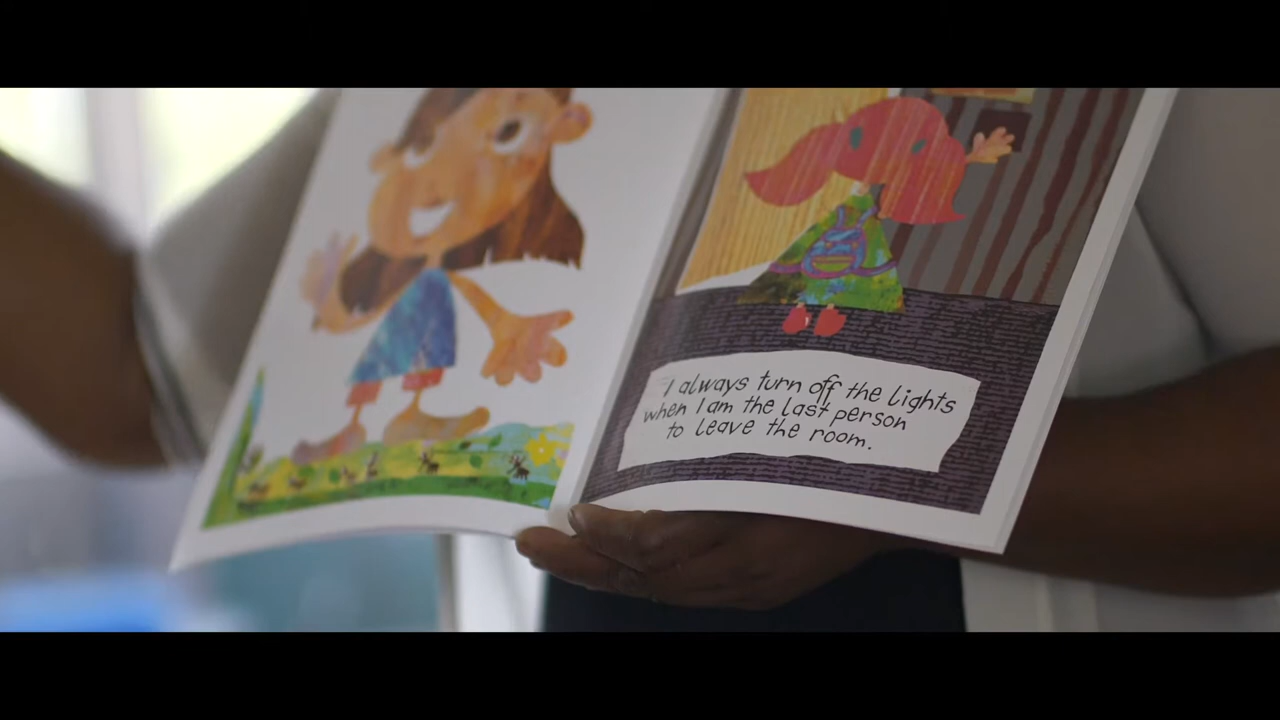 I always turn off the lights
when I am the last person
to leave the room.